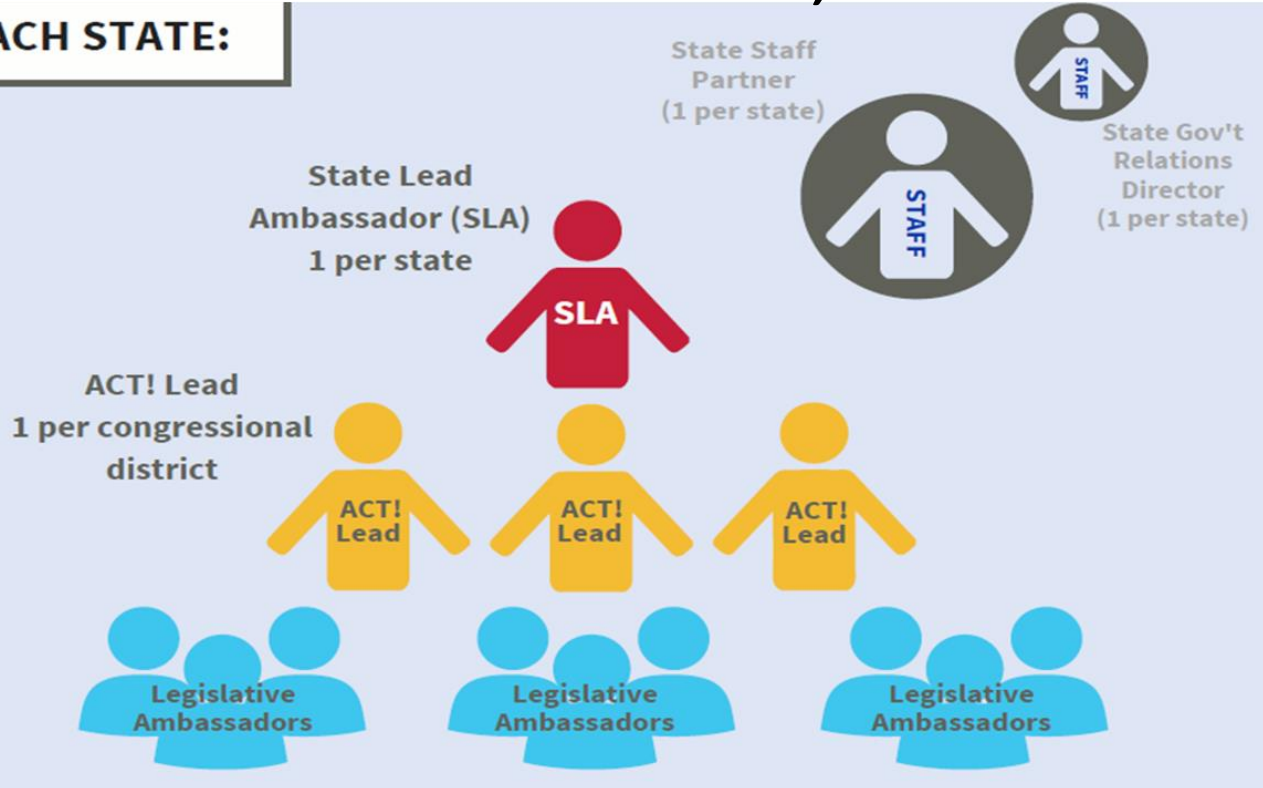 ACH STATE:
State Staff
Partner
(1 per state)
STAFF
STAFF
State Gov't
Relations
Director
(1 per state)
State Lead
Ambassador (SLA)
1 per state
SLA
ACT! Lead
1 per congressional
district
ACT!
Lead
ACT!
Lead
ACT!
Lead
Legislative
Ambassadors
Legislative
Ambassadors
Legislative
Ambassadors